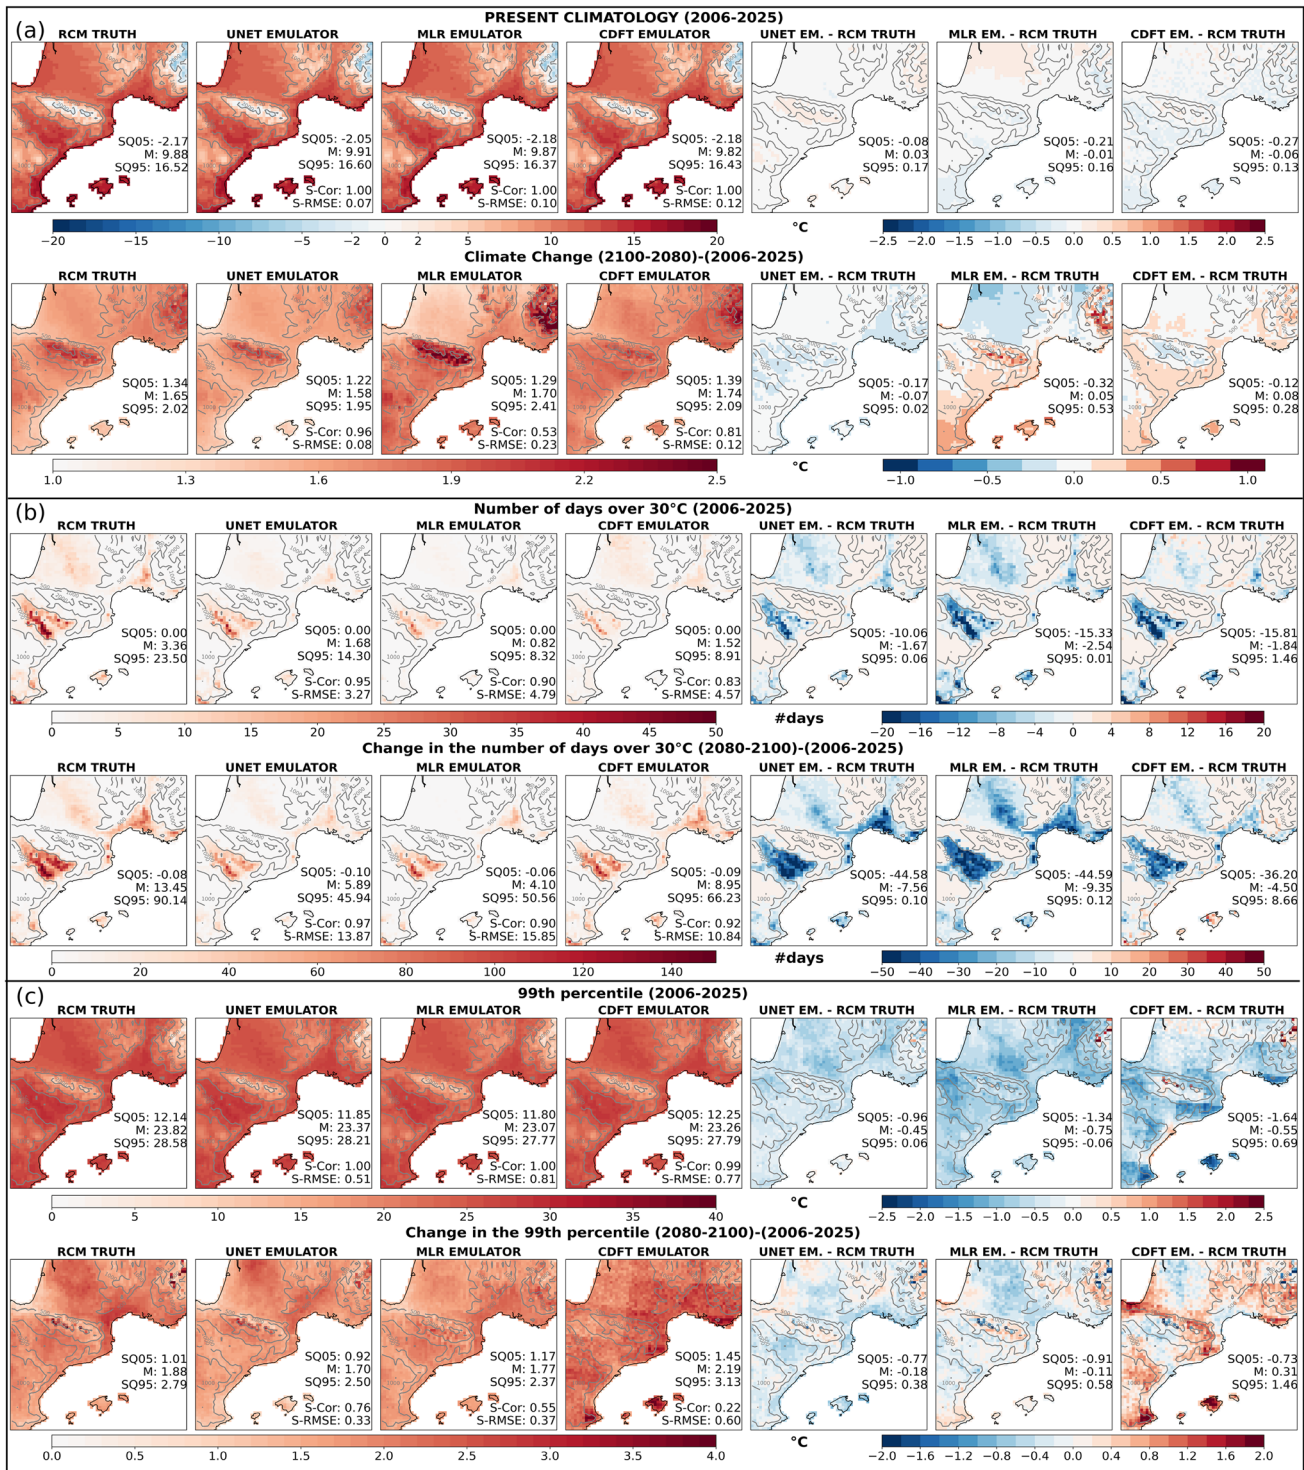 (a)
PRESENT CLIMATOLOGY (2006-2025)
RCM TRUTH UNET EMULATOR MLR EMULATOR CDFT EMULATOR UNET EM. - RCM TRUTH MLR EM. - RCM TRUTH CDFT EM. - RCM TRUTH
SQ05: -2.17 SQ05: -2.05 SQ05: -2.18 SQ05: -2.18 SQ05: -0.08 SQ05: -0.21 SQ05: -0.27
M: 9.88 M: 9.91 M: 9.87 M: 9.82 M: 0.03 M: -0.01 M: -0.06
SQ95: 16.52 SQ95: 16.60 SQ95: 16.37 SQ95: 16.43 SQ95: 0.17 SQ95: 0.16 SQ95: 0.13
S-Cor: 1.00 S-Cor: 1.00 S-Cor: 1.00
S-RMSE: 0.07 S-RMSE: 0.10 S-RMSE: 0.12
−20 −15 −10 −5 −2 0 2 5 10 15 20 °C −2.5 −2.0 −1.5 −1.0 −0.5 0.0 0.5 1.0 1.5 2.0 2.5
Climate Change (2100-2080)-(2006-2025)
RCM TRUTH UNET EMULATOR MLR EMULATOR CDFT EMULATOR UNET EM. - RCM TRUTH MLR EM. - RCM TRUTH CDFT EM. - RCM TRUTH
SQ05: 1.34 SQ05: 1.22 SQ05: 1.29 SQ05: 1.39 SQ05: -0.17 SQ05: -0.32 SQ05: -0.12
M: 1.65 M: 1.58 M: 1.70 M: 1.74 M: -0.07 M: 0.05 M: 0.08
SQ95: 2.02 SQ95: 1.95 SQ95: 2.41 SQ95: 2.09 SQ95: 0.02 SQ95: 0.53 SQ95: 0.28
S-Cor: 0.96 S-Cor: 0.53 S-Cor: 0.81
S-RMSE: 0.08 S-RMSE: 0.23 S-RMSE: 0.12
1.0 1.3 1.6 1.9 2.2 2.5 °C −1.0 −0.5 0.0 0.5 1.0
(b)
Number of days over 30°C (2006-2025)
RCM TRUTH UNET EMULATOR MLR EMULATOR CDFT EMULATOR UNET EM. - RCM TRUTH MLR EM. - RCM TRUTH CDFT EM. - RCM TRUTH
SQ05: 0.00 SQ05: 0.00 SQ05: 0.00 SQ05: 0.00 SQ05: -10.06 SQ05: -15.33 SQ05: -15.81
M: 3.36 M: 1.68 M: 0.82 M: 1.52 M: -1.67 M: -2.54 M: -1.84
SQ95: 23.50 SQ95: 14.30 SQ95: 8.32 SQ95: 8.91 SQ95: 0.06 SQ95: 0.01 SQ95: 1.46
S-Cor: 0.95 S-Cor: 0.90 S-Cor: 0.83
S-RMSE: 3.27 S-RMSE: 4.79 S-RMSE: 4.57
0 5 10 15 20 25 30 35 40 45 50 #days −20 −16 −12 −8 −4 0 4 8 12 16 20
Change in the number of days over 30°C (2080-2100)-(2006-2025)
RCM TRUTH UNET EMULATOR MLR EMULATOR CDFT EMULATOR UNET EM. - RCM TRUTH MLR EM. - RCM TRUTH CDFT EM. - RCM TRUTH
SQ05: -0.08 SQ05: -0.10 SQ05: -0.06 SQ05: -0.09 SQ05: -44.58 SQ05: -44.59 SQ05: -36.20
M: 13.45 M: 5.89 M: 4.10 M: 8.95 M: -7.56 M: -9.35 M: -4.50
SQ95: 90.14 SQ95: 45.94 SQ95: 50.56 SQ95: 66.23 SQ95: 0.10 SQ95: 0.12 SQ95: 8.66
S-Cor: 0.97 S-Cor: 0.90 S-Cor: 0.92
S-RMSE: 13.87 S-RMSE: 15.85 S-RMSE: 10.84
0 20 40 60 80 100 120 140 #days −50 −40 −30 −20 −10 0 10 20 30 40 50
(c)
99th percentile (2006-2025)
RCM TRUTH UNET EMULATOR MLR EMULATOR CDFT EMULATOR UNET EM. - RCM TRUTH MLR EM. - RCM TRUTH CDFT EM. - RCM TRUTH
SQ05: 12.14 SQ05: 11.85 SQ05: 11.80 SQ05: 12.25 SQ05: -0.96 SQ05: -1.34 SQ05: -1.64
M: 23.82 M: 23.37 M: 23.07 M: 23.26 M: -0.45 M: -0.75 M: -0.55
SQ95: 28.58 SQ95: 28.21 SQ95: 27.77 SQ95: 27.79 SQ95: 0.06 SQ95: -0.06 SQ95: 0.69
S-Cor: 1.00 S-Cor: 1.00 S-Cor: 0.99
S-RMSE: 0.51 S-RMSE: 0.81 S-RMSE: 0.77
0 5 10 15 20 25 30 35 40 °C −2.5 −2.0 −1.5 −1.0 −0.5 0.0 0.5 1.0 1.5 2.0 2.5
Change in the 99th percentile (2080-2100)-(2006-2025)
RCM TRUTH UNET EMULATOR MLR EMULATOR CDFT EMULATOR UNET EM. - RCM TRUTH MLR EM. - RCM TRUTH CDFT EM. - RCM TRUTH
SQ05: 1.01 SQ05: 0.92 SQ05: 1.17 SQ05: 1.45 SQ05: -0.77 SQ05: -0.91 SQ05: -0.73
M: 1.88 M: 1.70 M: 1.77 M: 2.19 M: -0.18 M: -0.11 M: 0.31
SQ95: 2.79 SQ95: 2.50 SQ95: 2.37 SQ95: 3.13 SQ95: 0.38 SQ95: 0.58 SQ95: 1.46
S-Cor: 0.76 S-Cor: 0.55 S-Cor: 0.22
S-RMSE: 0.33 S-RMSE: 0.37 S-RMSE: 0.60
0.0 0.5 1.0 1.5 2.0 2.5 3.0 3.5 4.0 °C −2.0 −1.6 −1.2 −0.8 −0.4 0.0 0.4 0.8 1.2 1.6 2.0